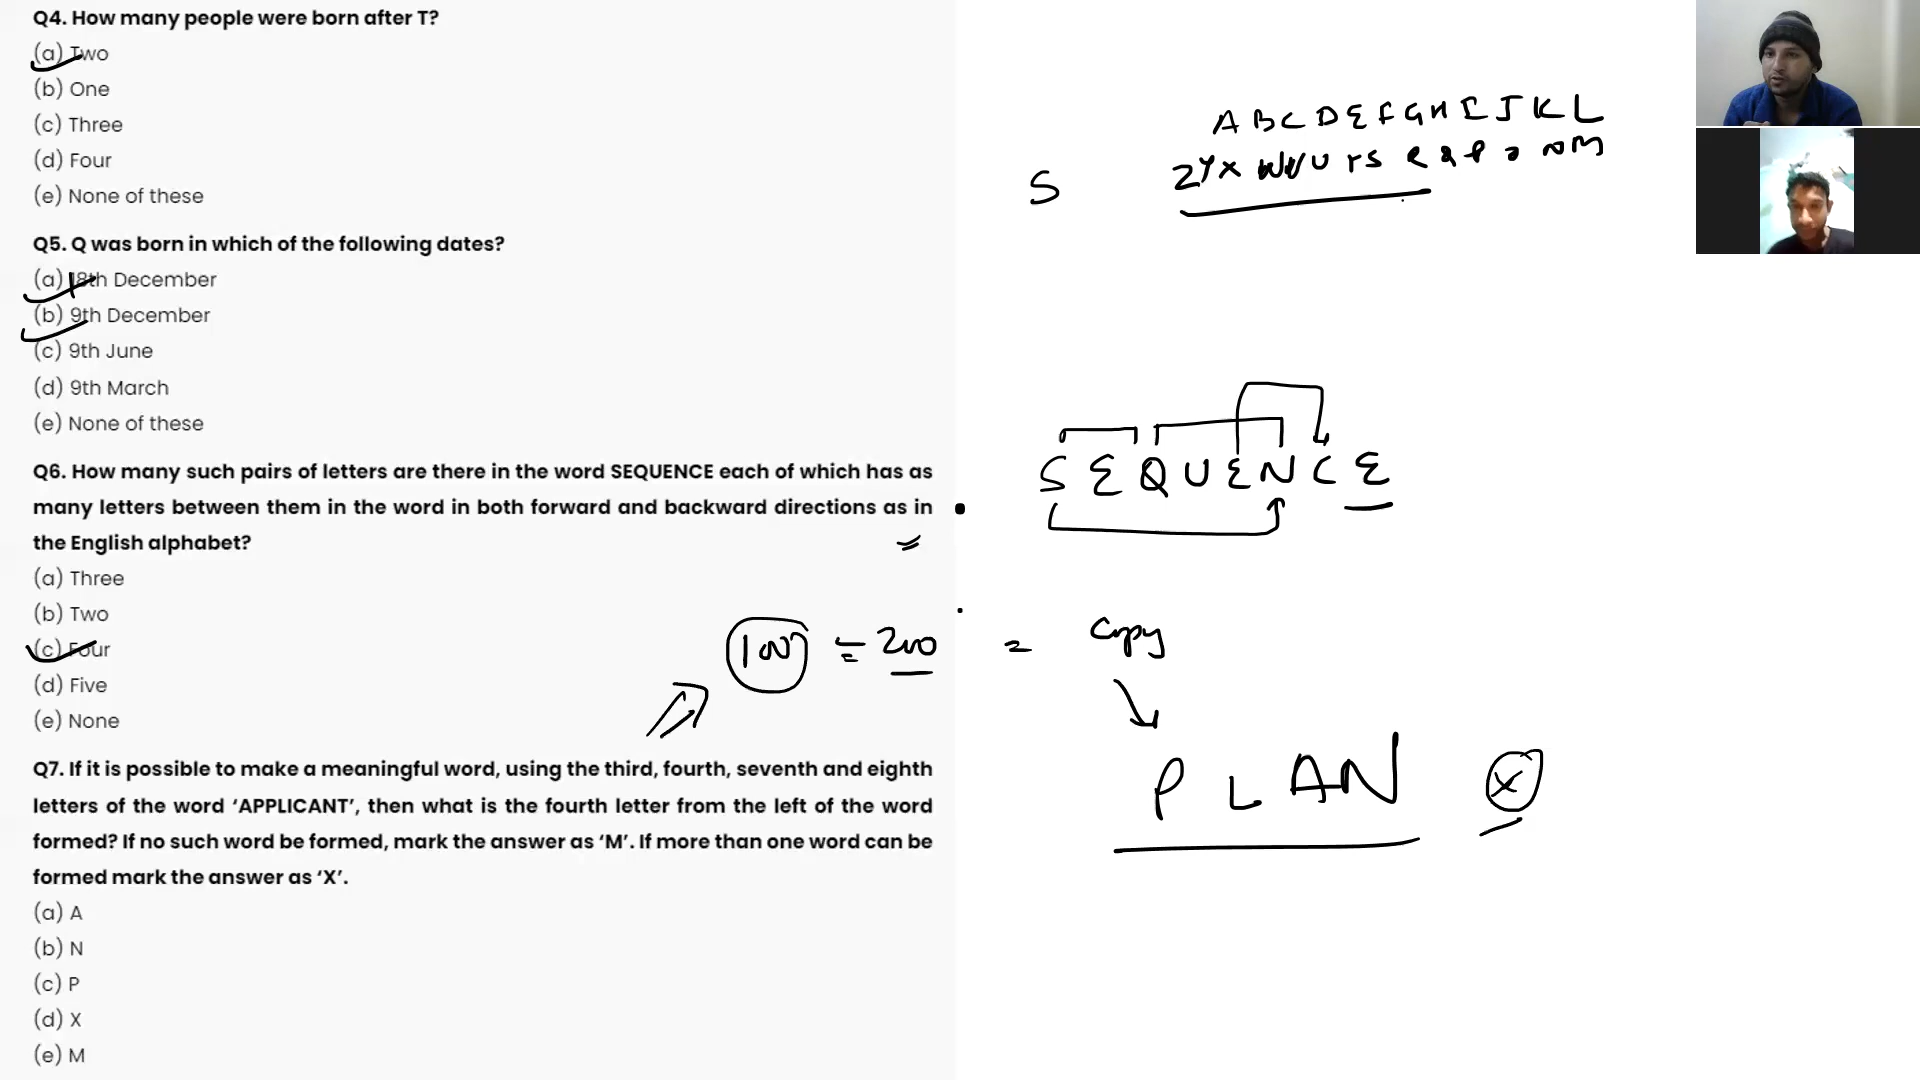 Q4. How many people were born after T?
(a) Two
(b) One
(c) Three
(d) Four
(e) None of these
Q5. Q was born in which of the following dates?
(a) 18th December
(b) 9th December
(c) 9th June
(d) 9th March
(e) None of these
Q6. How many such pairs of letters are there in the word SEQUENCE each of which has as
many letters between them in the word in both forward and backward directions as in
the English alphabet?
(a) Three
(b) Two
(c) Four
(d) Five
(e) None
Q7. If it is possible to make a meaningful word, using the third, fourth, seventh and eighth
letters of the word ‘APPLICANT’, then what is the fourth letter from the left of the word
formed? If no such word be formed, mark the answer as ‘M’. If more than one word can be
formed mark the answer as ‘X’.
(a) A
(b) N
(c) P
(d) X
(e) M
A B C D E F G H I J K L
Z Y X W V U T S R Q P O N M
S
S E Q U E N C E
100 = 200 = copy
P L A N X